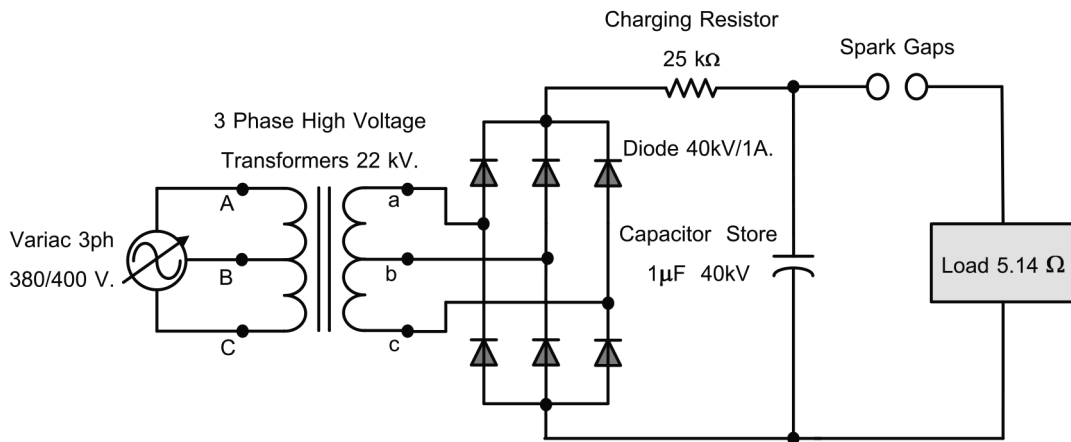 Charging Resistor
25 kΩ
Spark Gaps
3 Phase High Voltage
Transformers 22 kV.
Diode 40kV/1A.
A
a
Variac 3ph
380/400 V.
B
b
Capacitor Store
1μF 40kV
Load 5.14 Ω
C
c